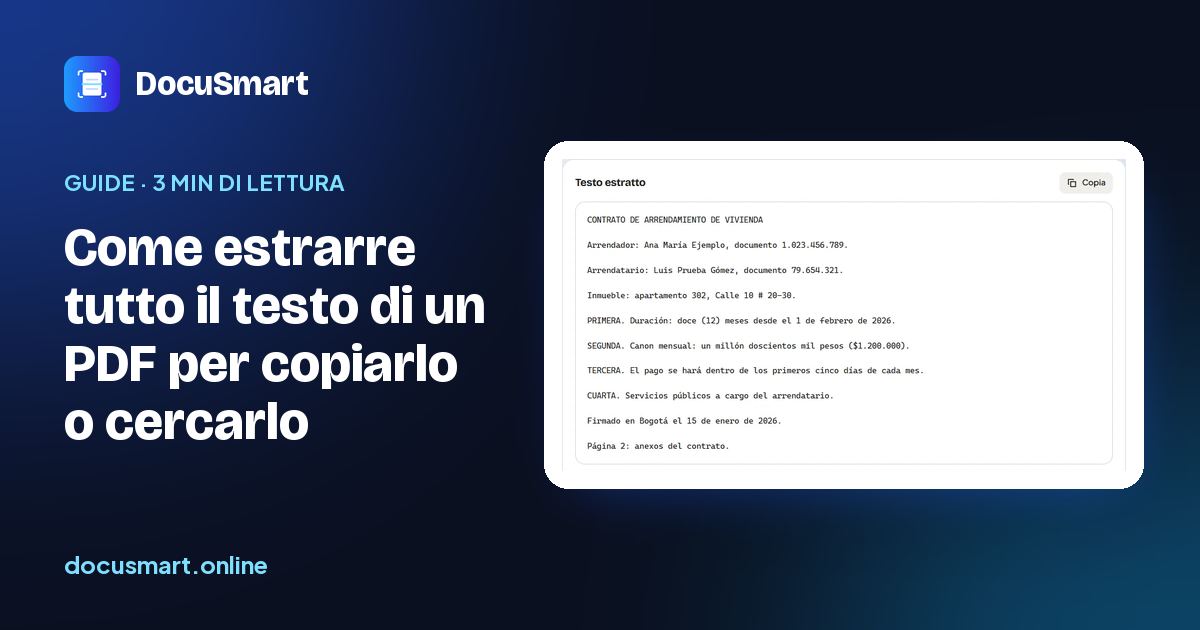 DocuSmart
GUIDE · 3 MIN DI LETTURA
Come estrarre
tutto il testo di un
PDF per copiarlo
o cercarlo
docusmart.online
Testo estratto
Copia
CONTRATO DE ARRENDAMIENTO DE VIVIENDA
Arrendador: Ana María Ejemplo, documento 1.023.456.789.
Arrendatario: Luis Prueba Gómez, documento 79.654.321.
Inmueble: apartamento 302, Calle 10 # 20-30.
PRIMERA. Duración: doce (12) meses desde el 1 de febrero de 2026.
SEGUNDA. Canon mensual: un millón doscientos mil pesos ($1.200.000).
TERCERA. El pago se hará dentro de los primeros cinco días de cada mes.
CUARTA. Servicios públicos a cargo del arrendatario.
Firmado en Bogotá el 15 de enero de 2026.
Página 2: anexos del contrato.